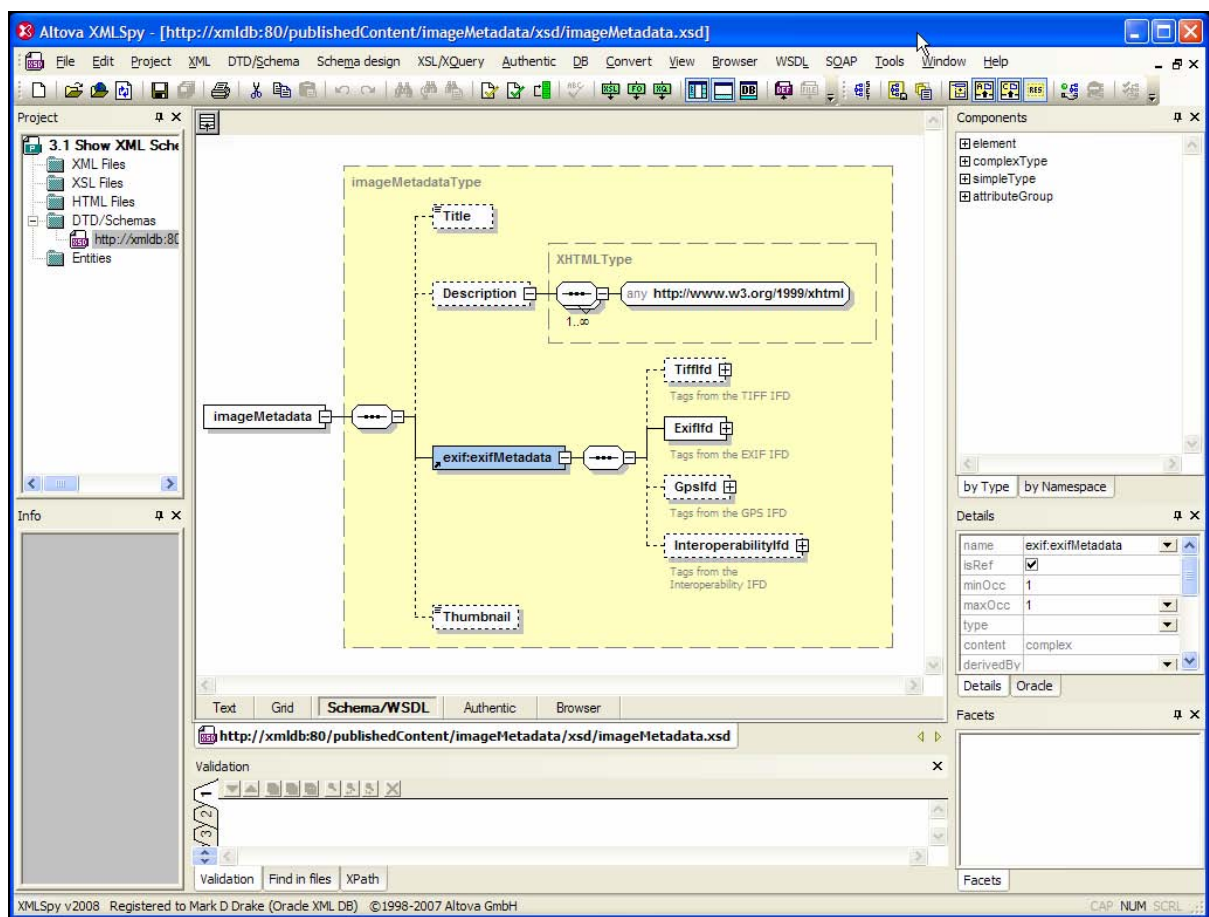 Altova XMLSpy - [http://xmldb:80/publishedContent/imageMetadata/xsd/imageMetadata.xsd]
File Edit Project XML DTD/Schema Schema design XSL/XQuery Authentic DB Convert View Browser WSDL SOAP Tools Window Help
Project
3.1 Show XML Sche
XML Files
XSL Files
HTML Files
DTD/Schemas
http://xmldb:80
Entities
Info
imageMetadataType
Title
XHTMLType
Description
any http://www.w3.org/1999/xhtml
1..∞
TiffIfd
Tags from the TIFF IFD
imageMetadata
ExifIfd
Tags from the EXIF IFD
exif:exifMetadata
GpsIfd
Tags from the GPS IFD
InteroperabilityIfd
Tags from the
Interoperability IFD
Thumbnail
Text Grid Schema/WSDL Authentic Browser
http://xmldb:80/publishedContent/imageMetadata/xsd/imageMetadata.xsd
Validation
1
2
3
Validation Find in files XPath
Components
element
complexType
simpleType
attributeGroup
by Type by Namespace
Details
name exif:exifMetadata
isRef
minOcc 1
maxOcc 1
type
content complex
derivedBy
Details Oracle
Facets
Facets
XMLSpy v2008 Registered to Mark D Drake (Oracle XML DB) ©1998-2007 Altova GmbH
CAP NUM SCRL